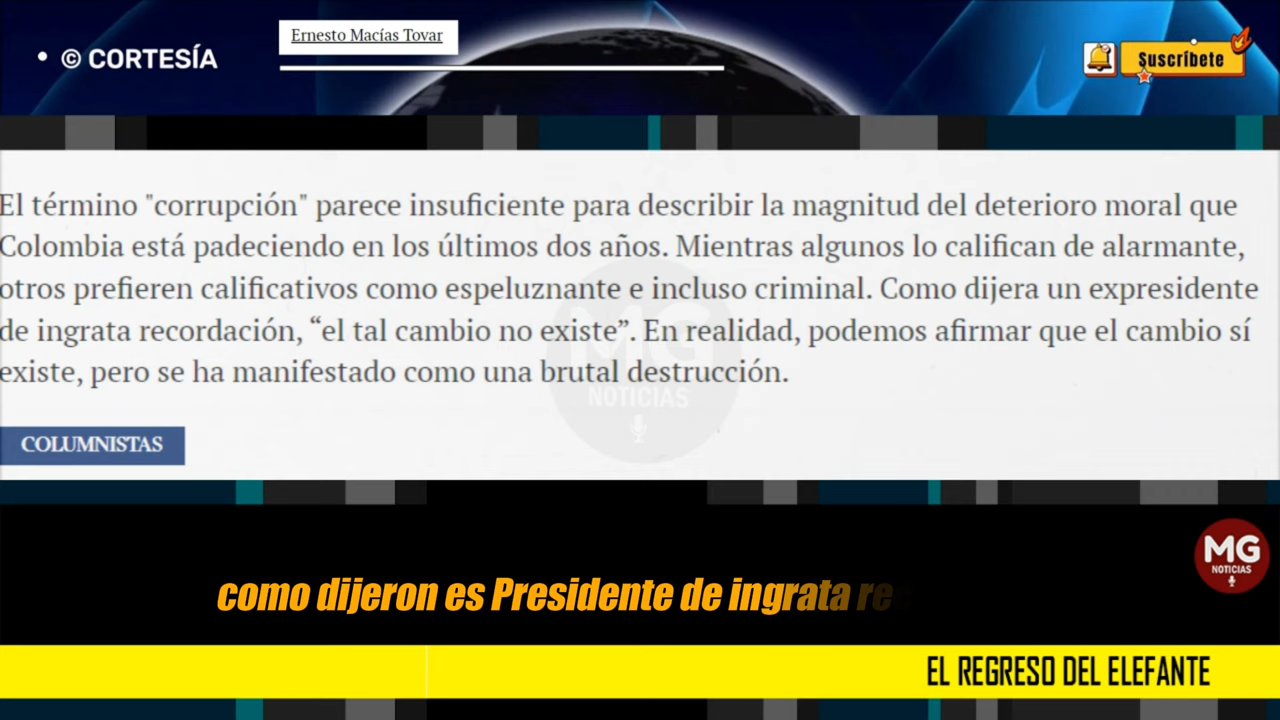 • © CORTESÍA
Ernesto Macías Tovar
Suscríbete
El término "corrupción" parece insuficiente para describir la magnitud del deterioro moral que
Colombia está padeciendo en los últimos dos años. Mientras algunos lo califican de alarmante,
otros prefieren calificativos como espeluznante e incluso criminal. Como dijera un expresidente
de ingrata recordación, “el tal cambio no existe”. En realidad, podemos afirmar que el cambio sí
existe, pero se ha manifestado como una brutal destrucción.
MG
NOTICIAS
COLUMNISTAS
MG
NOTICIAS
como dijeron es Presidente de ingrata
EL REGRESO DEL ELEFANTE